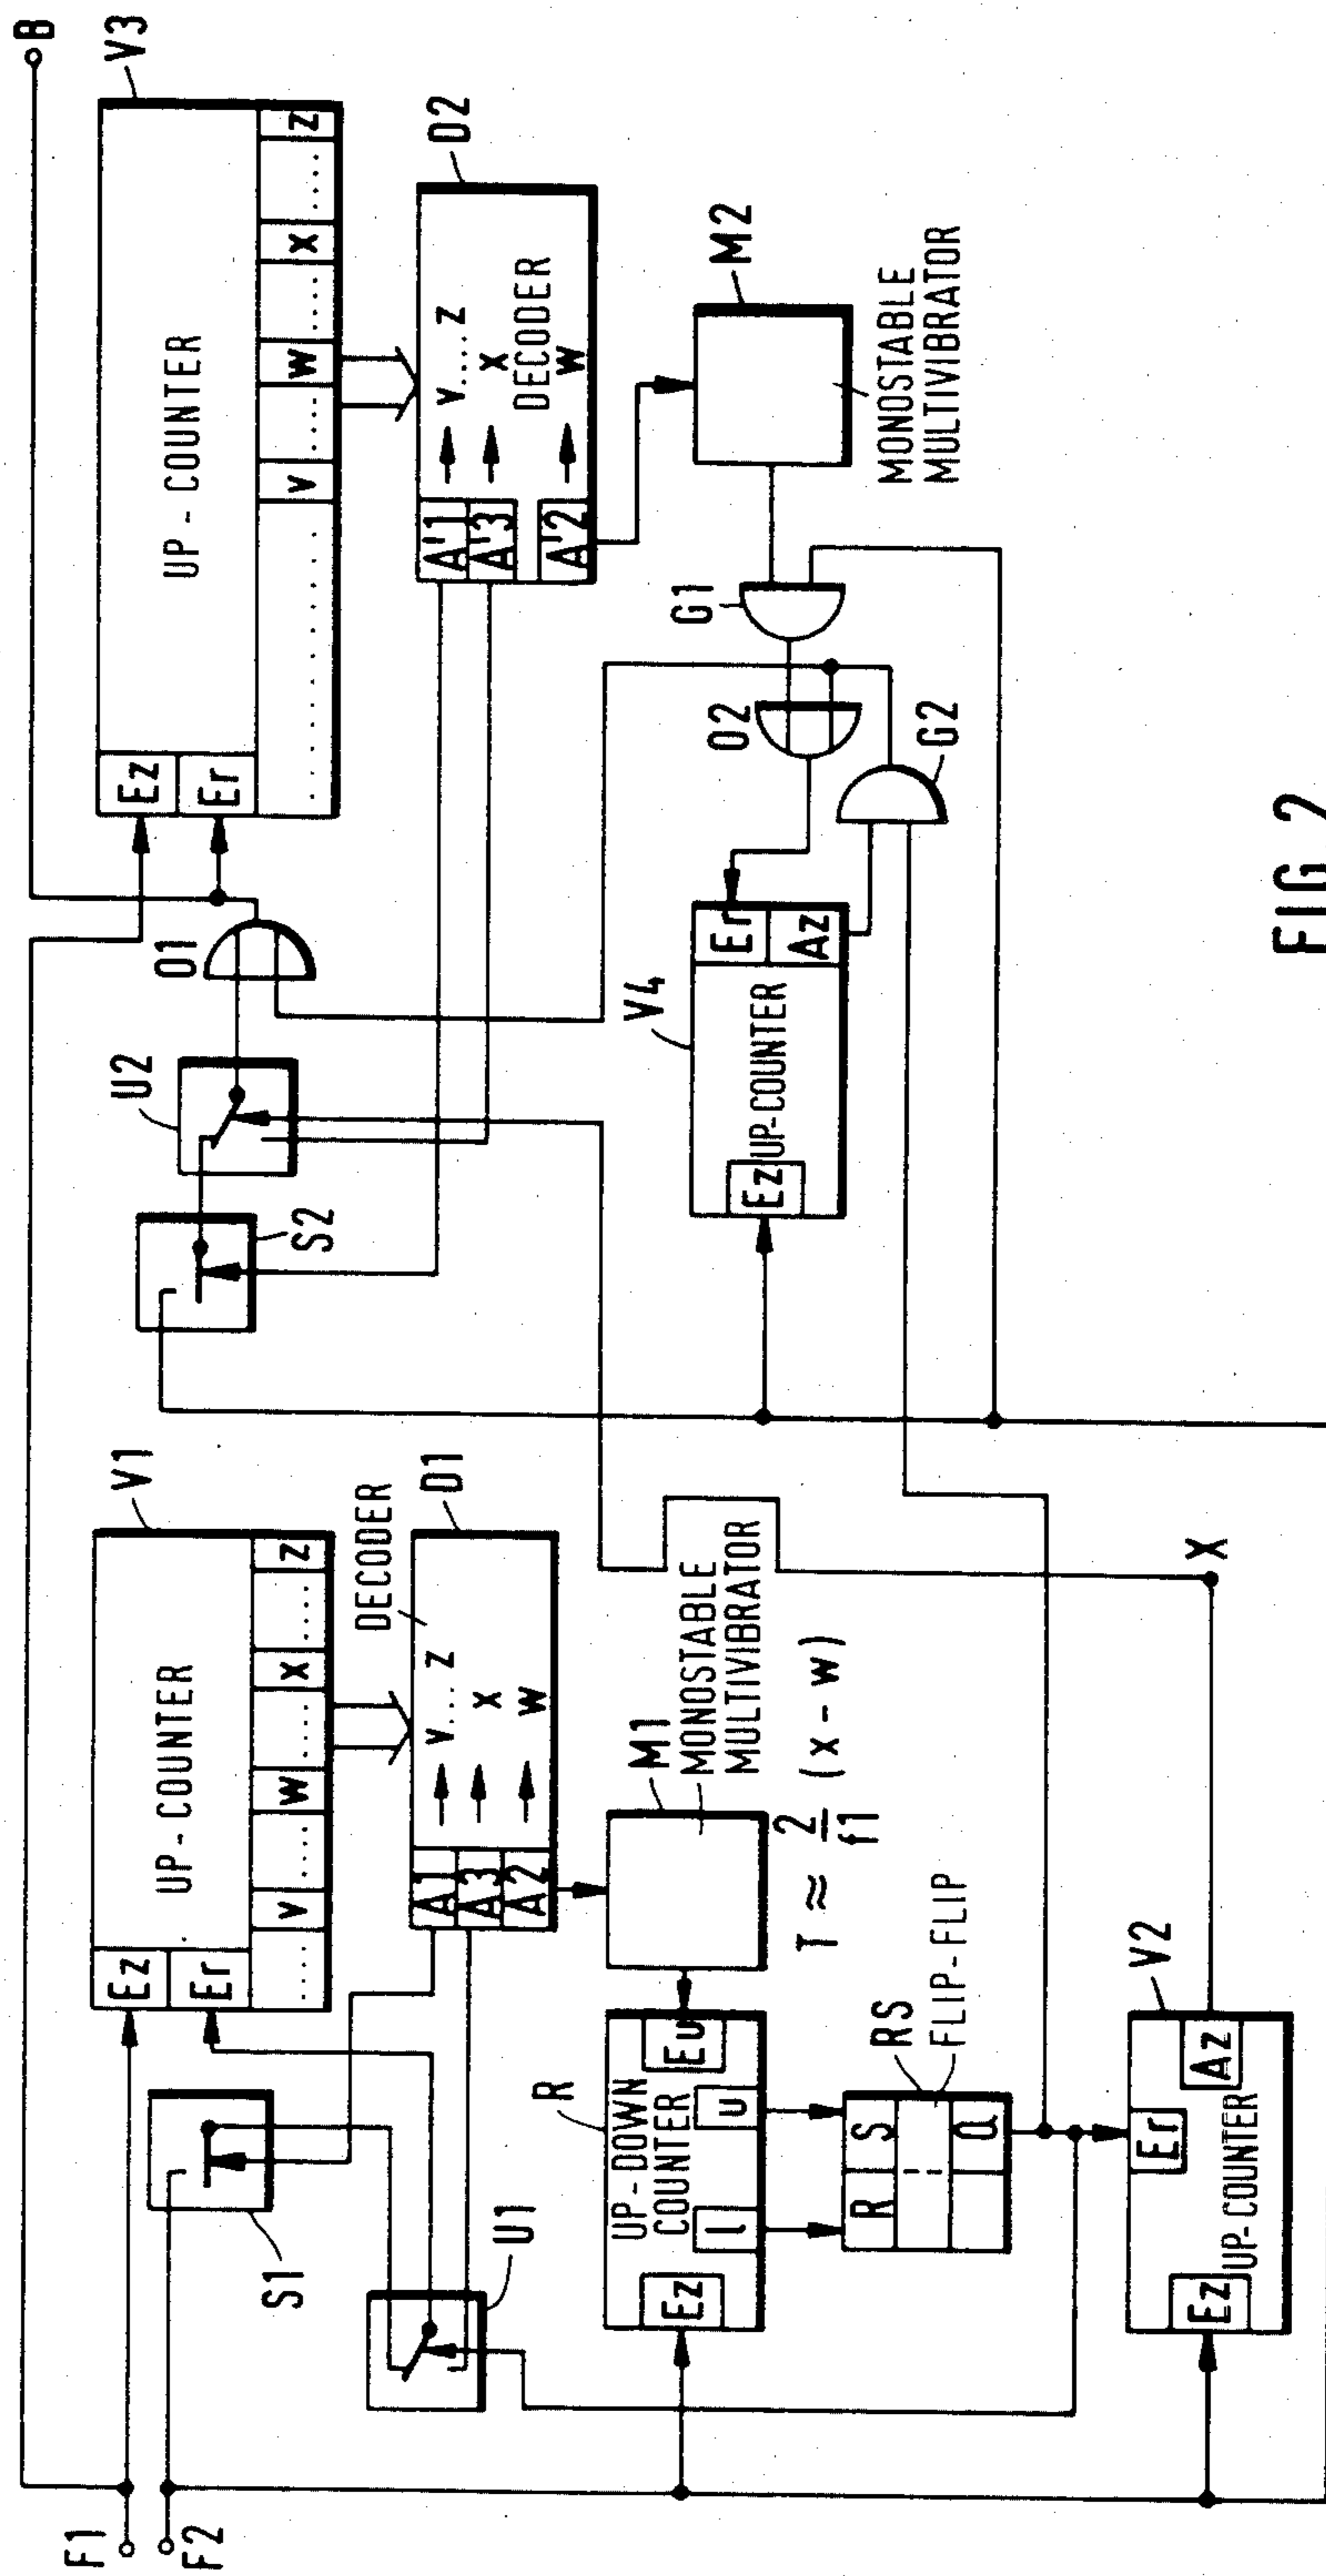 F1
F2
S1
Ez
Er
UP-COUNTER
V1
.... v .... w .... x .... z
U1
A1
A3
A2
v... z
x
w
DECODER
D1
R
UP-DOWN
COUNTER
Ez
Eu
l
u
M1
MONOSTABLE
MULTIVIBRATOR
T ≈ 2/f1 (x - w)
RS
FLIP-FLIP
R
S
Q
V2
Ez
Er
Az
UP-COUNTER
X
B
S2
U2
O1
Ez
Er
UP - COUNTER
V3
.............. v .... w .... x .... z
A'1
A'3
A'2
v....z
x
DECODER
w
D2
M2
MONOSTABLE
MULTIVIBRATOR
V4
Ez
UP-COUNTER
Er
Az
O2
G1
G2
FIG. 2